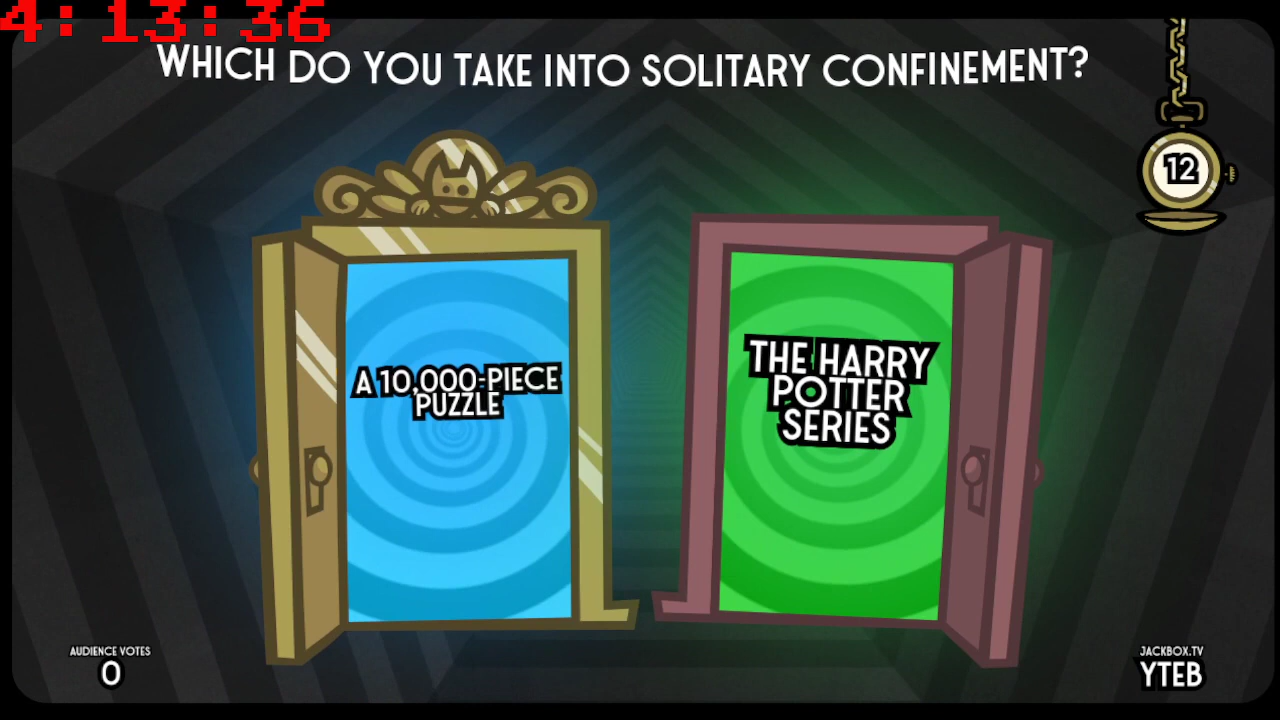 4:13:36
WHICH DO YOU TAKE INTO SOLITARY CONFINEMENT?
12
A 10,000-PIECE
PUZZLE
THE HARRY
POTTER
SERIES
AUDIENCE VOTES
0
JACKBOX.TV
YTEB